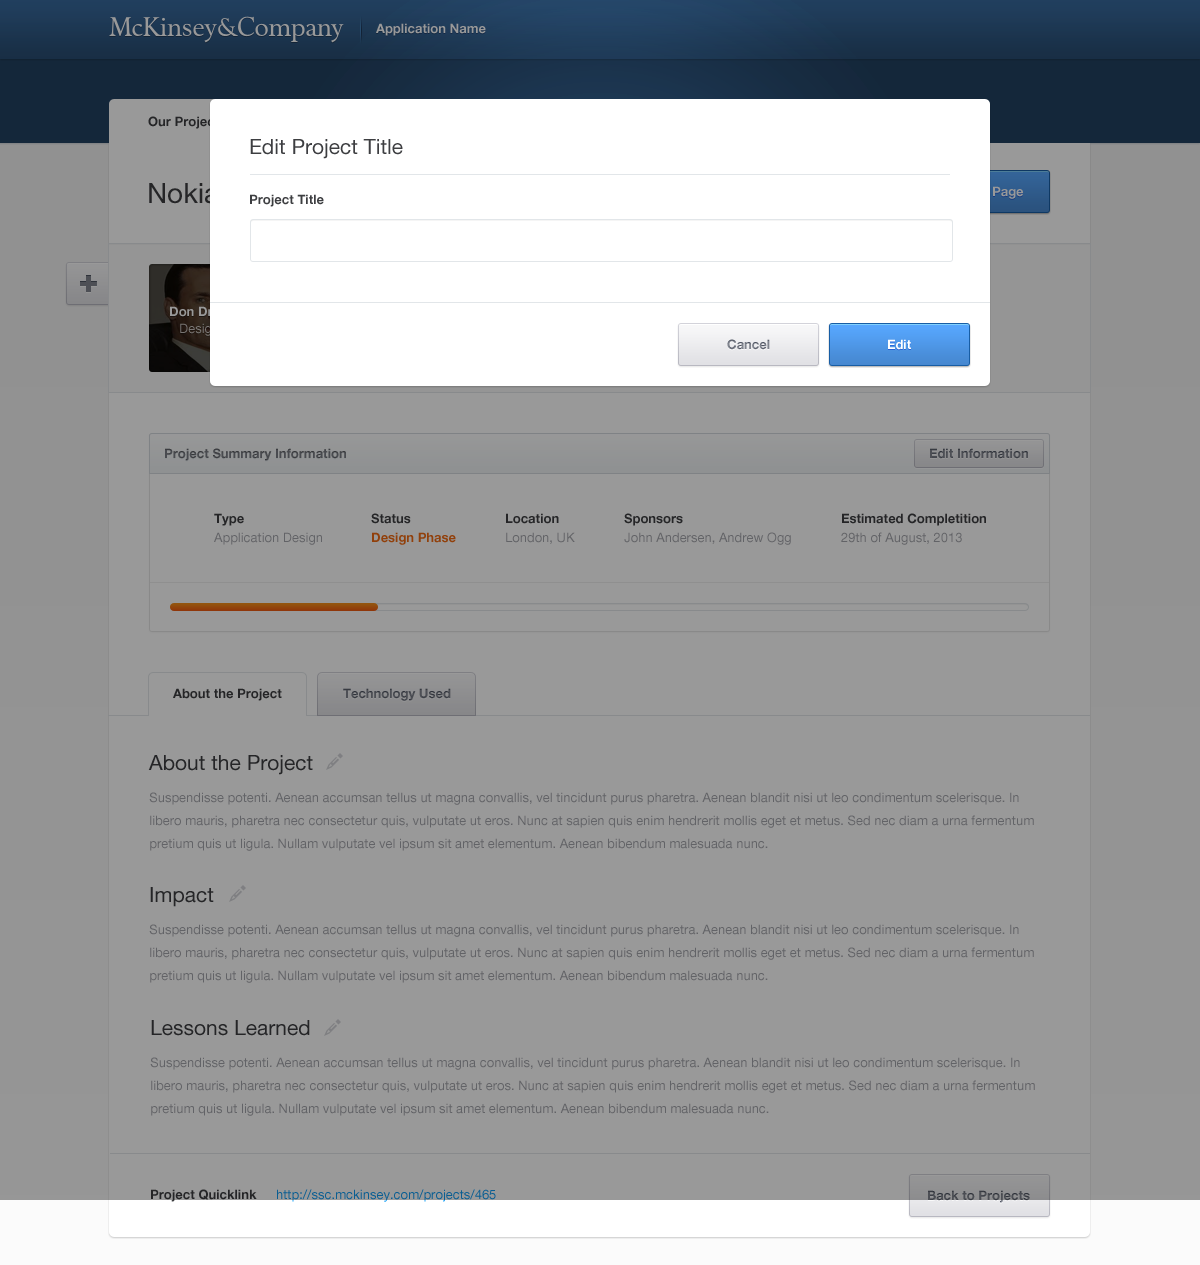 McKinsey&Company
Application Name
Our
Edit Project Title
Project Title
Page
Cancel
Edit
Don
Project Summary Information
Edit Information
Type
Status
Location
Sponsors
Estimated Completition
Application Design
Design Phase
London, UK
John Andersen, Andrew Ogg
29th of August, 2013
About the Project
Technology Used
About the Project
Suspendisse potenti. Aenean accumsan tellus ut magna convallis, vel tincidunt purus pharetra. Aenean blandit nisi ut leo condimentum scelerisque. In
libero mauris, pharetra nec consectetur quis, vulputate ut eros. Nunc at sapien quis enim hendrerit mollis eget et metus. Sed nec diam a urna fermentum
pretium quis ut ligula. Nullam vulputate vel ipsum sit amet elementum. Aenean bibendum malesuada nunc.
Impact
Suspendisse potenti. Aenean accumsan tellus ut magna convallis, vel tincidunt purus pharetra. Aenean blandit nisi ut leo condimentum scelerisque. In
libero mauris, pharetra nec consectetur quis, vulputate ut eros. Nunc at sapien quis enim hendrerit mollis eget et metus. Sed nec diam a urna fermentum
pretium quis ut ligula. Nullam vulputate vel ipsum sit amet elementum. Aenean bibendum malesuada nunc.
Lessons Learned
Suspendisse potenti. Aenean accumsan tellus ut magna convallis, vel tincidunt purus pharetra. Aenean blandit nisi ut leo condimentum scelerisque. In
libero mauris, pharetra nec consectetur quis, vulputate ut eros. Nunc at sapien quis enim hendrerit mollis eget et metus. Sed nec diam a urna fermentum
pretium quis ut ligula. Nullam vulputate vel ipsum sit amet elementum. Aenean bibendum malesuada nunc.
Project Quicklink
http://ssc.mckinsey.com/projects/465
Back to Projects